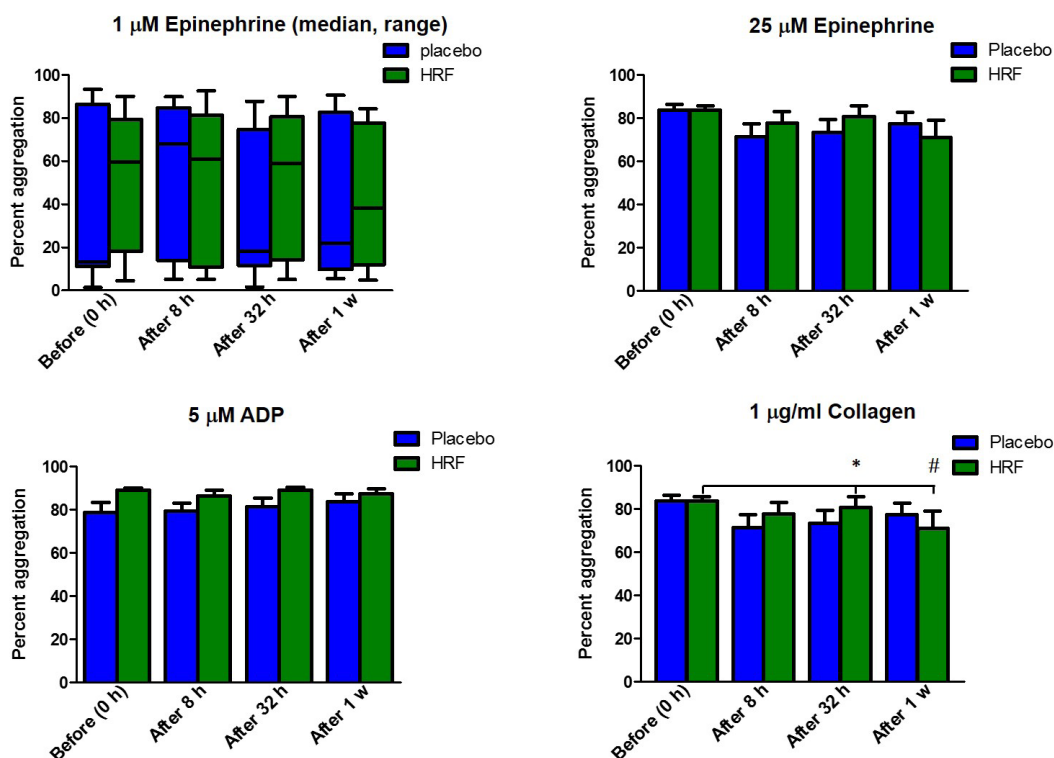 1 μM Epinephrine (median, range)
placebo
HRF
Percent aggregation
100
80
60
40
20
0
Before (0 h)
After 8 h
After 32 h
After 1 w
25 μM Epinephrine
Placebo
HRF
Percent aggregation
100
80
60
40
20
0
Before (0 h)
After 8 h
After 32 h
After 1 w
5 μM ADP
Placebo
HRF
Percent aggregation
100
80
60
40
20
0
Before (0 h)
After 8 h
After 32 h
After 1 w
1 μg/ml Collagen
Placebo
HRF
* #
Percent aggregation
100
80
60
40
20
0
Before (0 h)
After 8 h
After 32 h
After 1 w